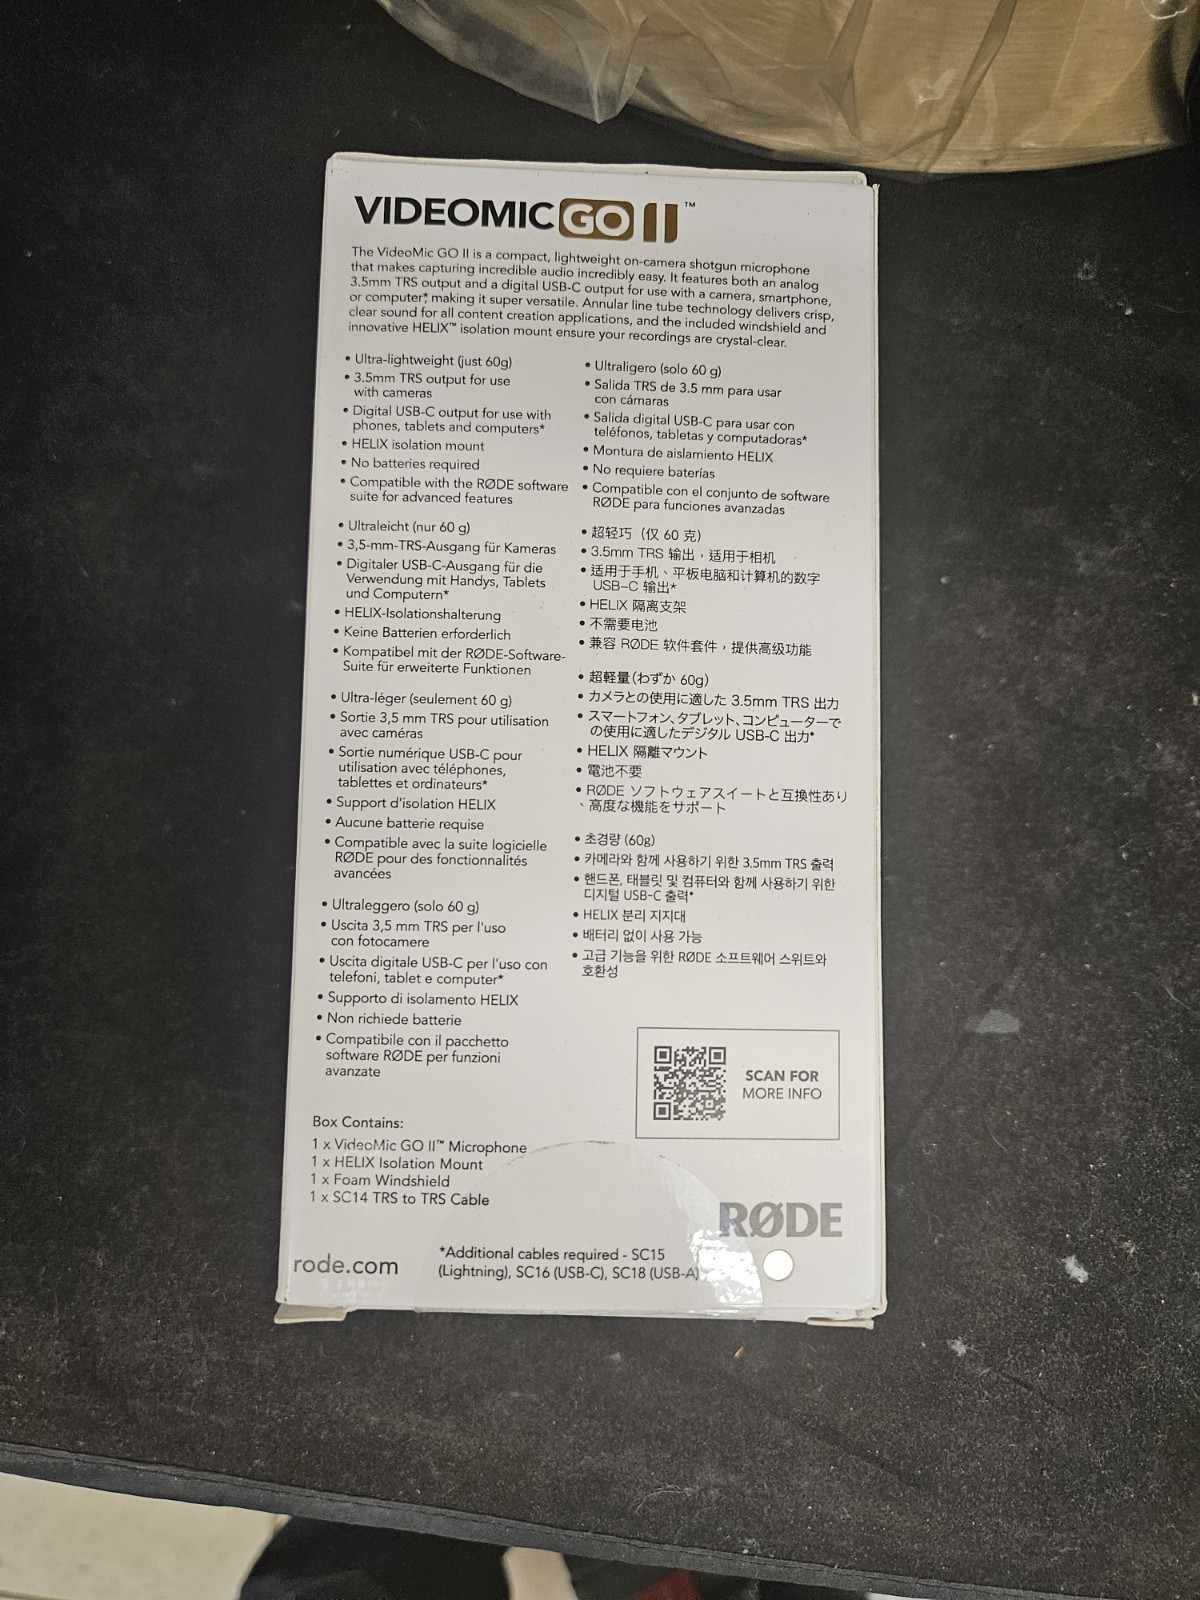 VIDEOMIC GO II™
The VideoMic GO II is a compact, lightweight on-camera shotgun microphone
that makes capturing incredible audio incredibly easy. It features both an analog
3.5mm TRS output and a digital USB-C output for use with a camera, smartphone,
or computer,* making it super versatile. Annular line tube technology delivers crisp,
clear sound for all content creation applications, and the included windshield and
innovative HELIX™ isolation mount ensure your recordings are crystal-clear.
• Ultra-lightweight (just 60g)
• 3.5mm TRS output for use
with cameras
• Digital USB-C output for use with
phones, tablets and computers*
• HELIX isolation mount
• No batteries required
• Compatible with the RØDE software
suite for advanced features
• Ultraleicht (nur 60 g)
• 3,5-mm-TRS-Ausgang für Kameras
• Digitaler USB-C-Ausgang für die
Verwendung mit Handys, Tablets
und Computern*
• HELIX-Isolationshalterung
• Keine Batterien erforderlich
• Kompatibel mit der RØDE-Software-
Suite für erweiterte Funktionen
• Ultra-léger (seulement 60 g)
• Sortie 3,5 mm TRS pour utilisation
avec caméras
• Sortie numérique USB-C pour
utilisation avec téléphones,
tablettes et ordinateurs*
• Support d'isolation HELIX
• Aucune batterie requise
• Compatible avec la suite logicielle
RØDE pour des fonctionnalités
avancées
• Ultraleggero (solo 60 g)
• Uscita 3,5 mm TRS per l'uso
con fotocamere
• Uscita digitale USB-C per l'uso con
telefoni, tablet e computer*
• Supporto di isolamento HELIX
• Non richiede batterie
• Compatibile con il pacchetto
software RØDE per funzioni
avanzate
• Ultraligero (solo 60 g)
• Salida TRS de 3.5 mm para usar
con cámaras
• Salida digital USB-C para usar con
teléfonos, tabletas y computadoras*
• Montura de aislamiento HELIX
• No requiere baterías
• Compatible con el conjunto de software
RØDE para funciones avanzadas
• 超轻巧（仅 60 克）
• 3.5mm TRS 输出，适用于相机
• 适用于手机、平板电脑和计算机的数字
USB-C 输出*
• HELIX 隔离支架
• 不需要电池
• 兼容 RØDE 软件套件，提供高级功能
• 超軽量(わずか 60g)
• カメラとの使用に適した 3.5mm TRS 出力
• スマートフォン、タブレット、コンピューターで
の使用に適したデジタル USB-C 出力*
• HELIX 隔離マウント
• 電池不要
• RØDE ソフトウェアスイートと互換性あり
、高度な機能をサポート
• 초경량 (60g)
• 카메라와 함께 사용하기 위한 3.5mm TRS 출력
• 핸드폰, 태블릿 및 컴퓨터와 함께 사용하기 위한
디지털 USB-C 출력*
• HELIX 분리 지지대
• 배터리 없이 사용 가능
• 고급 기능을 위한 RØDE 소프트웨어 스위트와
호환성
SCAN FOR
MORE INFO
Box Contains:
1 x VideoMic GO II™ Microphone
1 x HELIX Isolation Mount
1 x Foam Windshield
1 x SC14 TRS to TRS Cable
RØDE
rode.com
*Additional cables required - SC15
(Lightning), SC16 (USB-C), SC18 (USB-A)